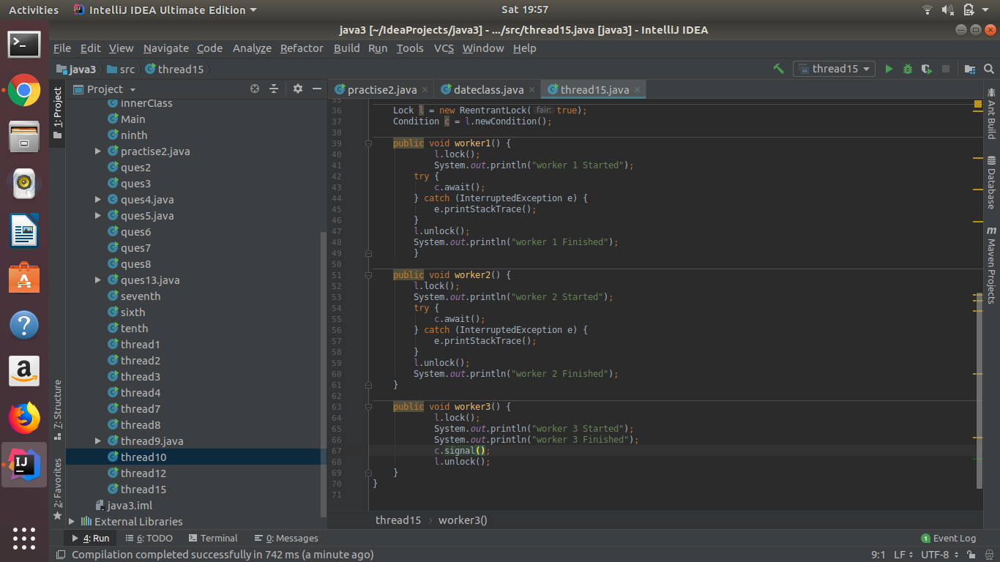 Activities IntelliJ IDEA Ultimate Edition Sat 19:57
java3 [~/IdeaProjects/java3] - .../src/thread15.java [java3] - IntelliJ IDEA
File Edit View Navigate Code Analyze Refactor Build Run Tools VCS Window Help
java3 src thread15 thread15
1: Project
7: Structure
2: Favorites
Project
innerClass
Main
ninth
practise2.java
ques2
ques3
ques4.java
ques5.java
ques6
ques7
ques8
ques13.java
seventh
sixth
tenth
thread1
thread2
thread3
thread4
thread7
thread8
thread9.java
thread10
thread12
thread15
java3.iml
External Libraries
practise2.java dateclass.java thread15.java
35
36 Lock l = new ReentrantLock( fair: true);
37 Condition c = l.newCondition();
38
39 public void worker1() {
40 l.lock();
41 System.out.println("worker 1 Started");
42 try {
43 c.await();
44 } catch (InterruptedException e) {
45 e.printStackTrace();
46 }
47 l.unlock();
48 System.out.println("worker 1 Finished");
49 }
50
51 public void worker2() {
52 l.lock();
53 System.out.println("worker 2 Started");
54 try {
55 c.await();
56 } catch (InterruptedException e) {
57 e.printStackTrace();
58 }
59 l.unlock();
60 System.out.println("worker 2 Finished");
61 }
62
63 public void worker3() {
64 l.lock();
65 System.out.println("worker 3 Started");
66 System.out.println("worker 3 Finished");
67 c.signal();
68 l.unlock();
69 }
70 }
71
thread15 worker3()
Ant Build
Database
m Maven Projects
4: Run 6: TODO Terminal 0: Messages 1 Event Log
Compilation completed successfully in 742 ms (a minute ago) 9:1 LF UTF-8
a
IJ